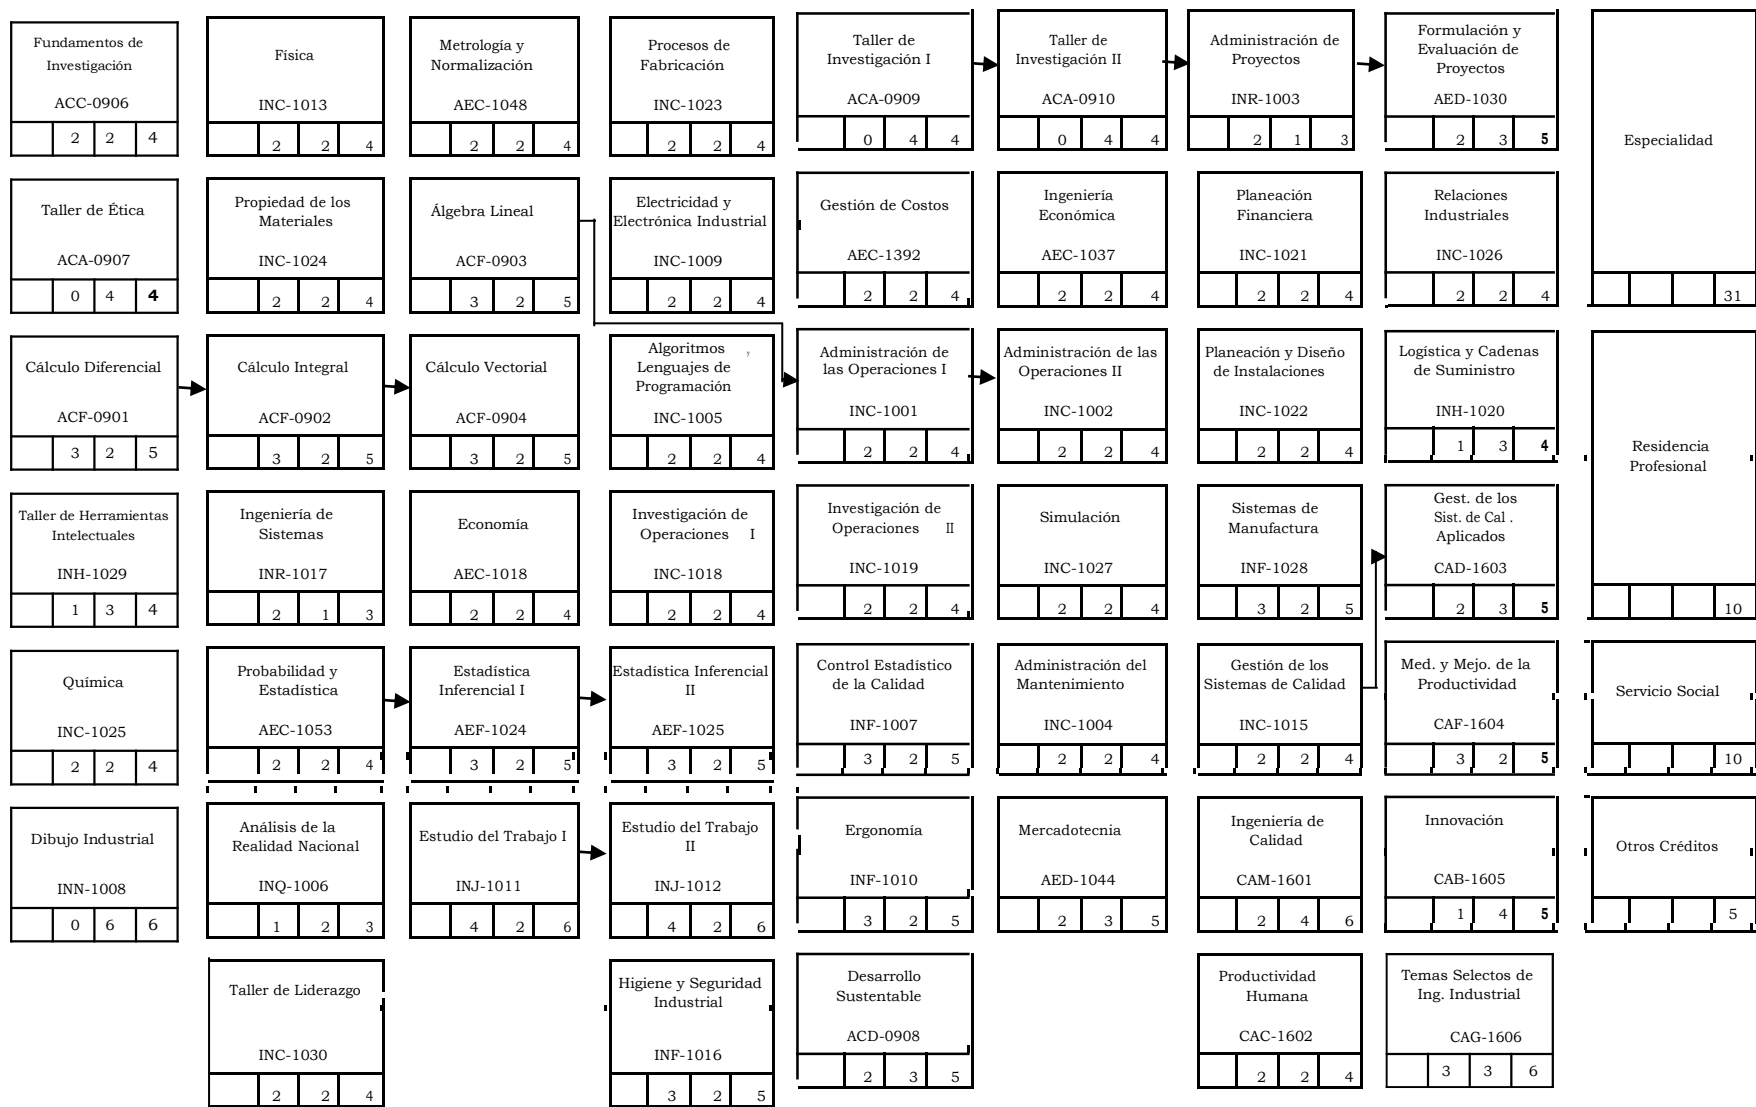 Fundamentos de
Investigación
ACC-0906
2 2 4
Física
INC-1013
2 2 4
Metrología y
Normalización
AEC-1048
2 2 4
Procesos de
Fabricación
INC-1023
2 2 4
Taller de
Investigación I
ACA-0909
0 4 4
Taller de
Investigación II
ACA-0910
0 4 4
Administración de
Proyectos
INR-1003
2 1 3
Formulación y
Evaluación de
Proyectos
AED-1030
2 3 5
Especialidad
31
Taller de Ética
ACA-0907
0 4 4
Propiedad de los
Materiales
INC-1024
2 2 4
Álgebra Lineal
ACF-0903
3 2 5
Electricidad y
Electrónica Industrial
INC-1009
2 2 4
Gestión de Costos
AEC-1392
2 2 4
Ingeniería
Económica
AEC-1037
2 2 4
Planeación
Financiera
INC-1021
2 2 4
Relaciones
Industriales
INC-1026
2 2 4
Cálculo Diferencial
ACF-0901
3 2 5
Cálculo Integral
ACF-0902
3 2 5
Cálculo Vectorial
ACF-0904
3 2 5
Algoritmos y
Lenguajes de
Programación
INC-1005
2 2 4
Administración de
las Operaciones I
INC-1001
2 2 4
Administración de las
Operaciones II
INC-1002
2 2 4
Planeación y Diseño
de Instalaciones
INC-1022
2 2 4
Logística y Cadenas
de Suministro
INH-1020
1 3 4
Residencia
Profesional
10
Taller de Herramientas
Intelectuales
INH-1029
1 3 4
Ingeniería de
Sistemas
INR-1017
2 1 3
Economía
AEC-1018
2 2 4
Investigación de
Operaciones I
INC-1018
2 2 4
Investigación de
Operaciones II
INC-1019
2 2 4
Simulación
INC-1027
2 2 4
Sistemas de
Manufactura
INF-1028
3 2 5
Gest. de los
Sist. de Cal .
Aplicados
CAD-1603
2 3 5
Química
INC-1025
2 2 4
Probabilidad y
Estadística
AEC-1053
2 2 4
Estadística
Inferencial I
AEF-1024
3 2 5
Estadística Inferencial
II
AEF-1025
3 2 5
Control Estadístico
de la Calidad
INF-1007
3 2 5
Administración del
Mantenimiento
INC-1004
2 2 4
Gestión de los
Sistemas de Calidad
INC-1015
2 2 4
Med. y Mejo. de la
Productividad
CAF-1604
3 2 5
Servicio Social
10
Dibujo Industrial
INN-1008
0 6 6
Análisis de la
Realidad Nacional
INQ-1006
1 2 3
Estudio del Trabajo I
INJ-1011
4 2 6
Estudio del Trabajo
II
INJ-1012
4 2 6
Ergonomía
INF-1010
3 2 5
Mercadotecnia
AED-1044
2 3 5
Ingeniería de
Calidad
CAM-1601
2 4 6
Innovación
CAB-1605
1 4 5
Otros Créditos
5
Taller de Liderazgo
INC-1030
2 2 4
Higiene y Seguridad
Industrial
INF-1016
3 2 5
Desarrollo
Sustentable
ACD-0908
2 3 5
Productividad
Humana
CAC-1602
2 2 4
Temas Selectos de
Ing. Industrial
CAG-1606
3 3 6